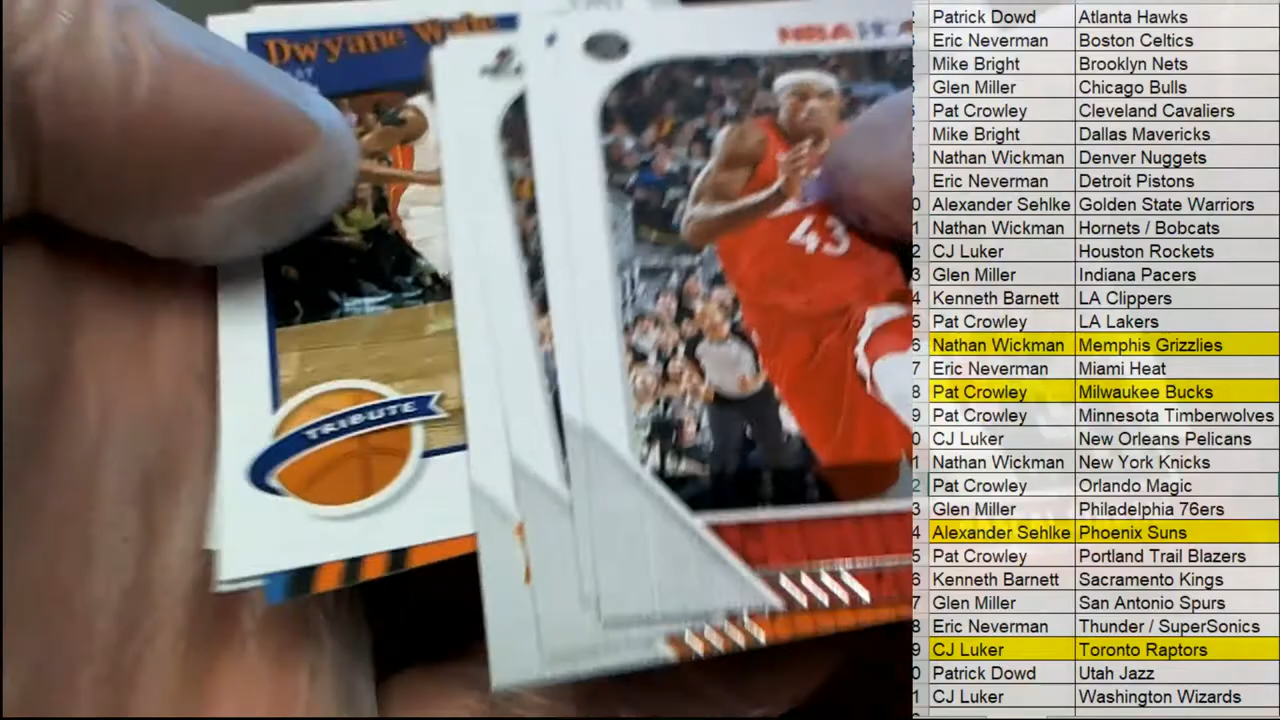 Dwyane Wade
TRIBUTE
NBA
43
Patrick Dowd Atlanta Hawks
Eric Neverman Boston Celtics
Mike Bright Brooklyn Nets
Glen Miller Chicago Bulls
Pat Crowley Cleveland Cavaliers
Mike Bright Dallas Mavericks
Nathan Wickman Denver Nuggets
Eric Neverman Detroit Pistons
Alexander Sehlke Golden State Warriors
Nathan Wickman Hornets / Bobcats
CJ Luker Houston Rockets
Glen Miller Indiana Pacers
Kenneth Barnett LA Clippers
Pat Crowley LA Lakers
Nathan Wickman Memphis Grizzlies
Eric Neverman Miami Heat
Pat Crowley Milwaukee Bucks
Pat Crowley Minnesota Timberwolves
CJ Luker New Orleans Pelicans
Nathan Wickman New York Knicks
Pat Crowley Orlando Magic
Glen Miller Philadelphia 76ers
Alexander Sehlke Phoenix Suns
Pat Crowley Portland Trail Blazers
Kenneth Barnett Sacramento Kings
Glen Miller San Antonio Spurs
Eric Neverman Thunder / SuperSonics
CJ Luker Toronto Raptors
Patrick Dowd Utah Jazz
CJ Luker Washington Wizards